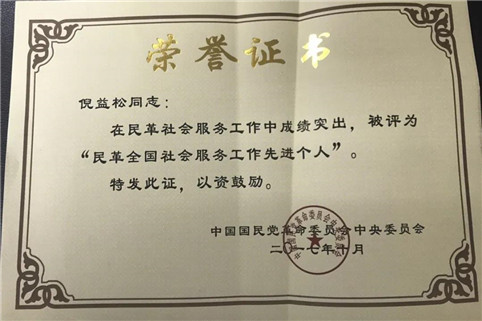 荣誉证书
倪益松同志：
在民革社会服务工作中成绩突出，被评为
“民革全国社会服务工作先进个人”。
特发此证，以资鼓励。
中国国民党革命委员会中央委员会
二〇一七年十月